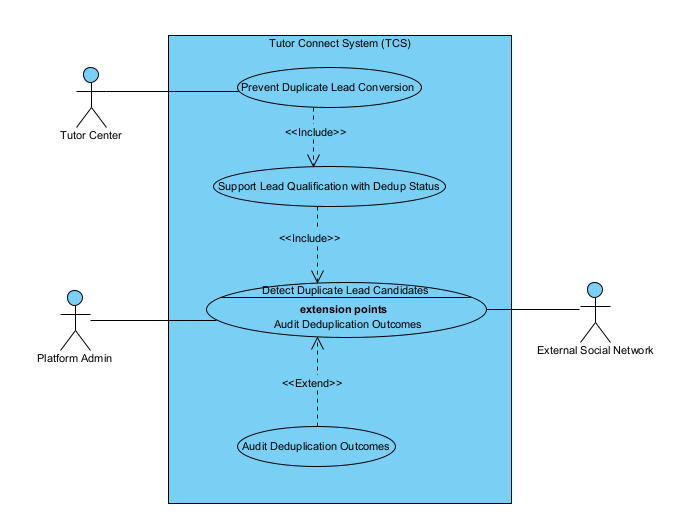 Tutor Connect System (TCS)
Prevent Duplicate Lead Conversion
Tutor Center
<<Include>>
Support Lead Qualification with Dedup Status
<<Include>>
Detect Duplicate Lead Candidates
extension points
Audit Deduplication Outcomes
Platform Admin
External Social Network
<<Extend>>
Audit Deduplication Outcomes